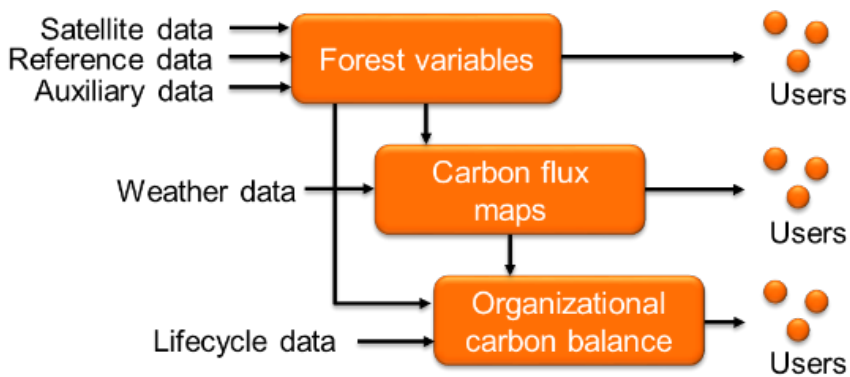 Satellite data
Reference data
Auxiliary data
Forest variables
Users
Weather data
Carbon flux
maps
Users
Lifecycle data
Organizational
carbon balance
Users